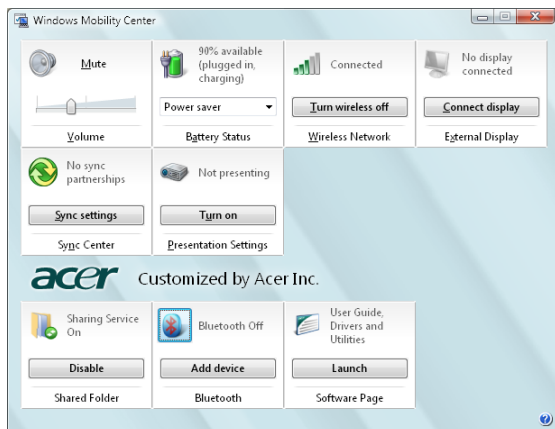 Windows Mobility Center
Mute
Volume
90% available
(plugged in,
charging)
Power saver
Battery Status
Connected
Turn wireless off
Wireless Network
No display
connected
Connect display
External Display
No sync
partnerships
Sync settings
Sync Center
Not presenting
Turn on
Presentation Settings
acer Customized by Acer Inc.
Sharing Service
On
Disable
Shared Folder
Bluetooth Off
Add device
Bluetooth
User Guide,
Drivers and
Utilities
Launch
Software Page
?